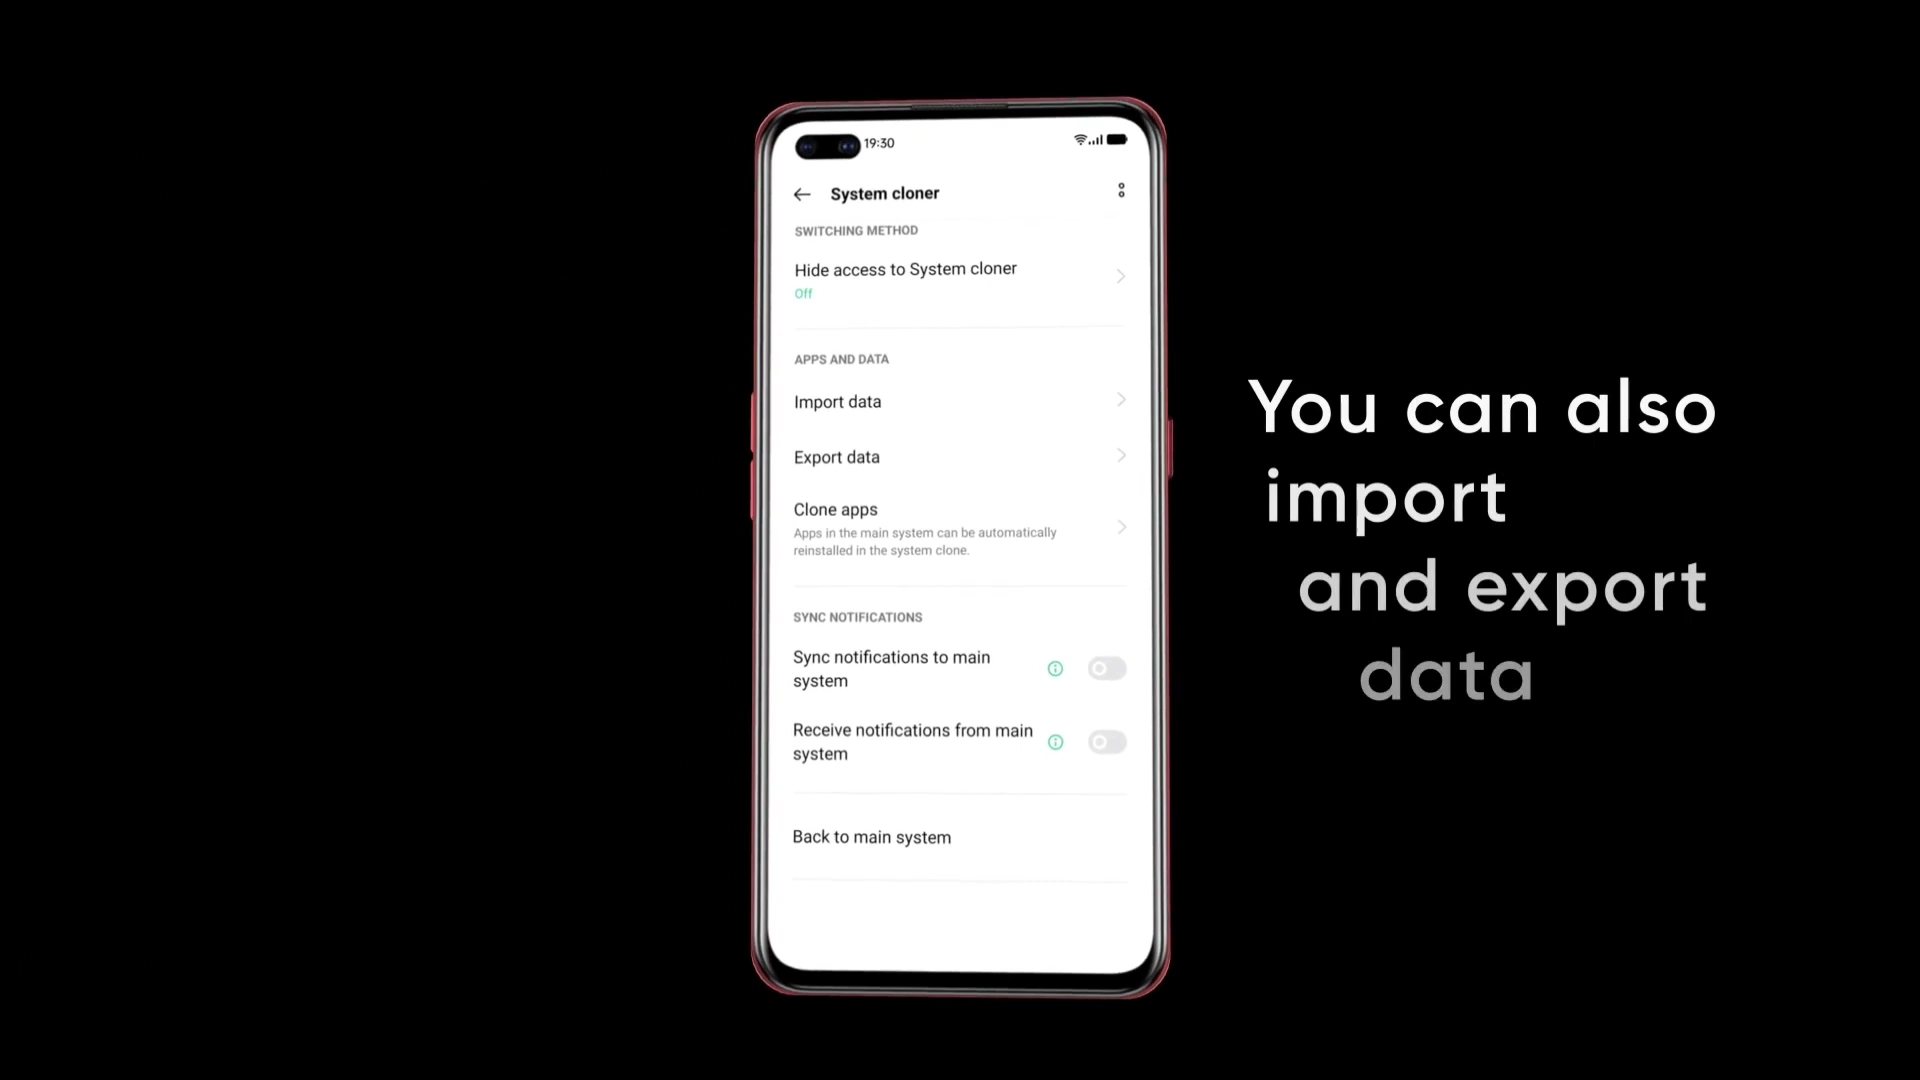 19:30
System cloner
SWITCHING METHOD
Hide access to System cloner
Off
APPS AND DATA
Import data
Export data
Clone apps
Apps in the main system can be automatically
reinstalled in the system clone.
SYNC NOTIFICATIONS
Sync notifications to main
system
Receive notifications from main
system
Back to main system
You can also
import
and export
data